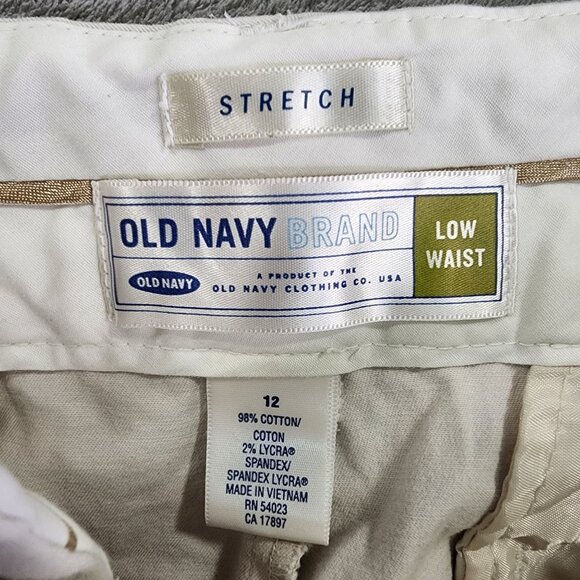 STRETCH
OLD NAVY BRAND
OLD NAVY
A PRODUCT OF THE
OLD NAVY CLOTHING CO. USA
LOW
WAIST
12
98% COTTON/
COTON
2% LYCRA®
SPANDEX/
SPANDEX LYCRA®
MADE IN VIETNAM
RN 54023
CA 17897